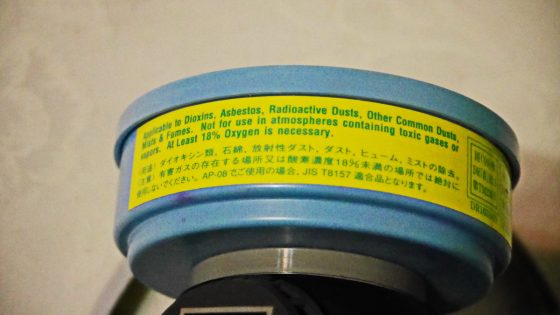 Applicable to Dioxins, Asbestos, Radioactive Dusts, Other Common Dusts,
Mists & Fumes. Not for use in atmospheres containing toxic gases or
vapors. At Least 18% Oxygen is necessary.
(用途) ダイオキシン類、石綿、放射性ダスト、ダスト、ヒューム、ミストの除去。
(注意) 有害ガスの存在する場所又は酸素濃度18%未満の場所では絶対に
使用しないでください。AP-08でご使用の場合、JIS T8157 適合品となります。